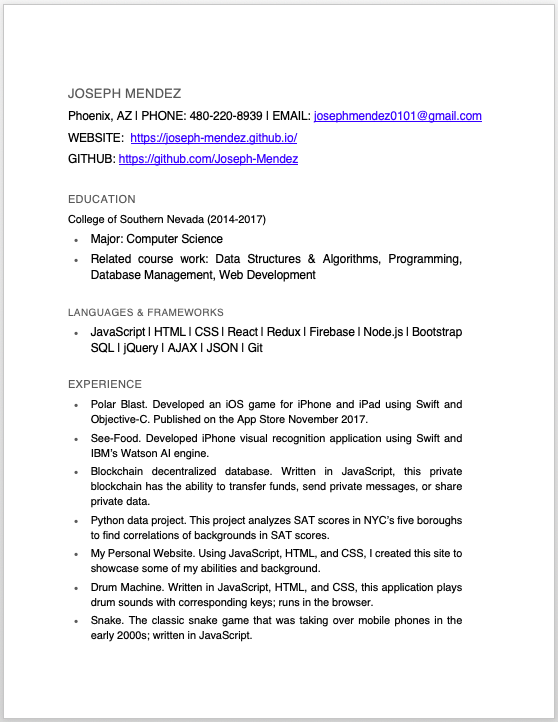 JOSEPH MENDEZ
Phoenix, AZ | PHONE: 480-220-8939 | EMAIL: josephmendez0101@gmail.com
WEBSITE: https://joseph-mendez.github.io/
GITHUB: https://github.com/Joseph-Mendez
EDUCATION
College of Southern Nevada (2014-2017)
• Major: Computer Science
• Related course work: Data Structures & Algorithms, Programming,
Database Management, Web Development
LANGUAGES & FRAMEWORKS
• JavaScript | HTML | CSS | React | Redux | Firebase | Node.js | Bootstrap
SQL | jQuery | AJAX | JSON | Git
EXPERIENCE
• Polar Blast. Developed an iOS game for iPhone and iPad using Swift and
Objective-C. Published on the App Store November 2017.
• See-Food. Developed iPhone visual recognition application using Swift and
IBM’s Watson AI engine.
• Blockchain decentralized database. Written in JavaScript, this private
blockchain has the ability to transfer funds, send private messages, or share
private data.
• Python data project. This project analyzes SAT scores in NYC’s five boroughs
to find correlations of backgrounds in SAT scores.
• My Personal Website. Using JavaScript, HTML, and CSS, I created this site to
showcase some of my abilities and background.
• Drum Machine. Written in JavaScript, HTML, and CSS, this application plays
drum sounds with corresponding keys; runs in the browser.
• Snake. The classic snake game that was taking over mobile phones in the
early 2000s; written in JavaScript.